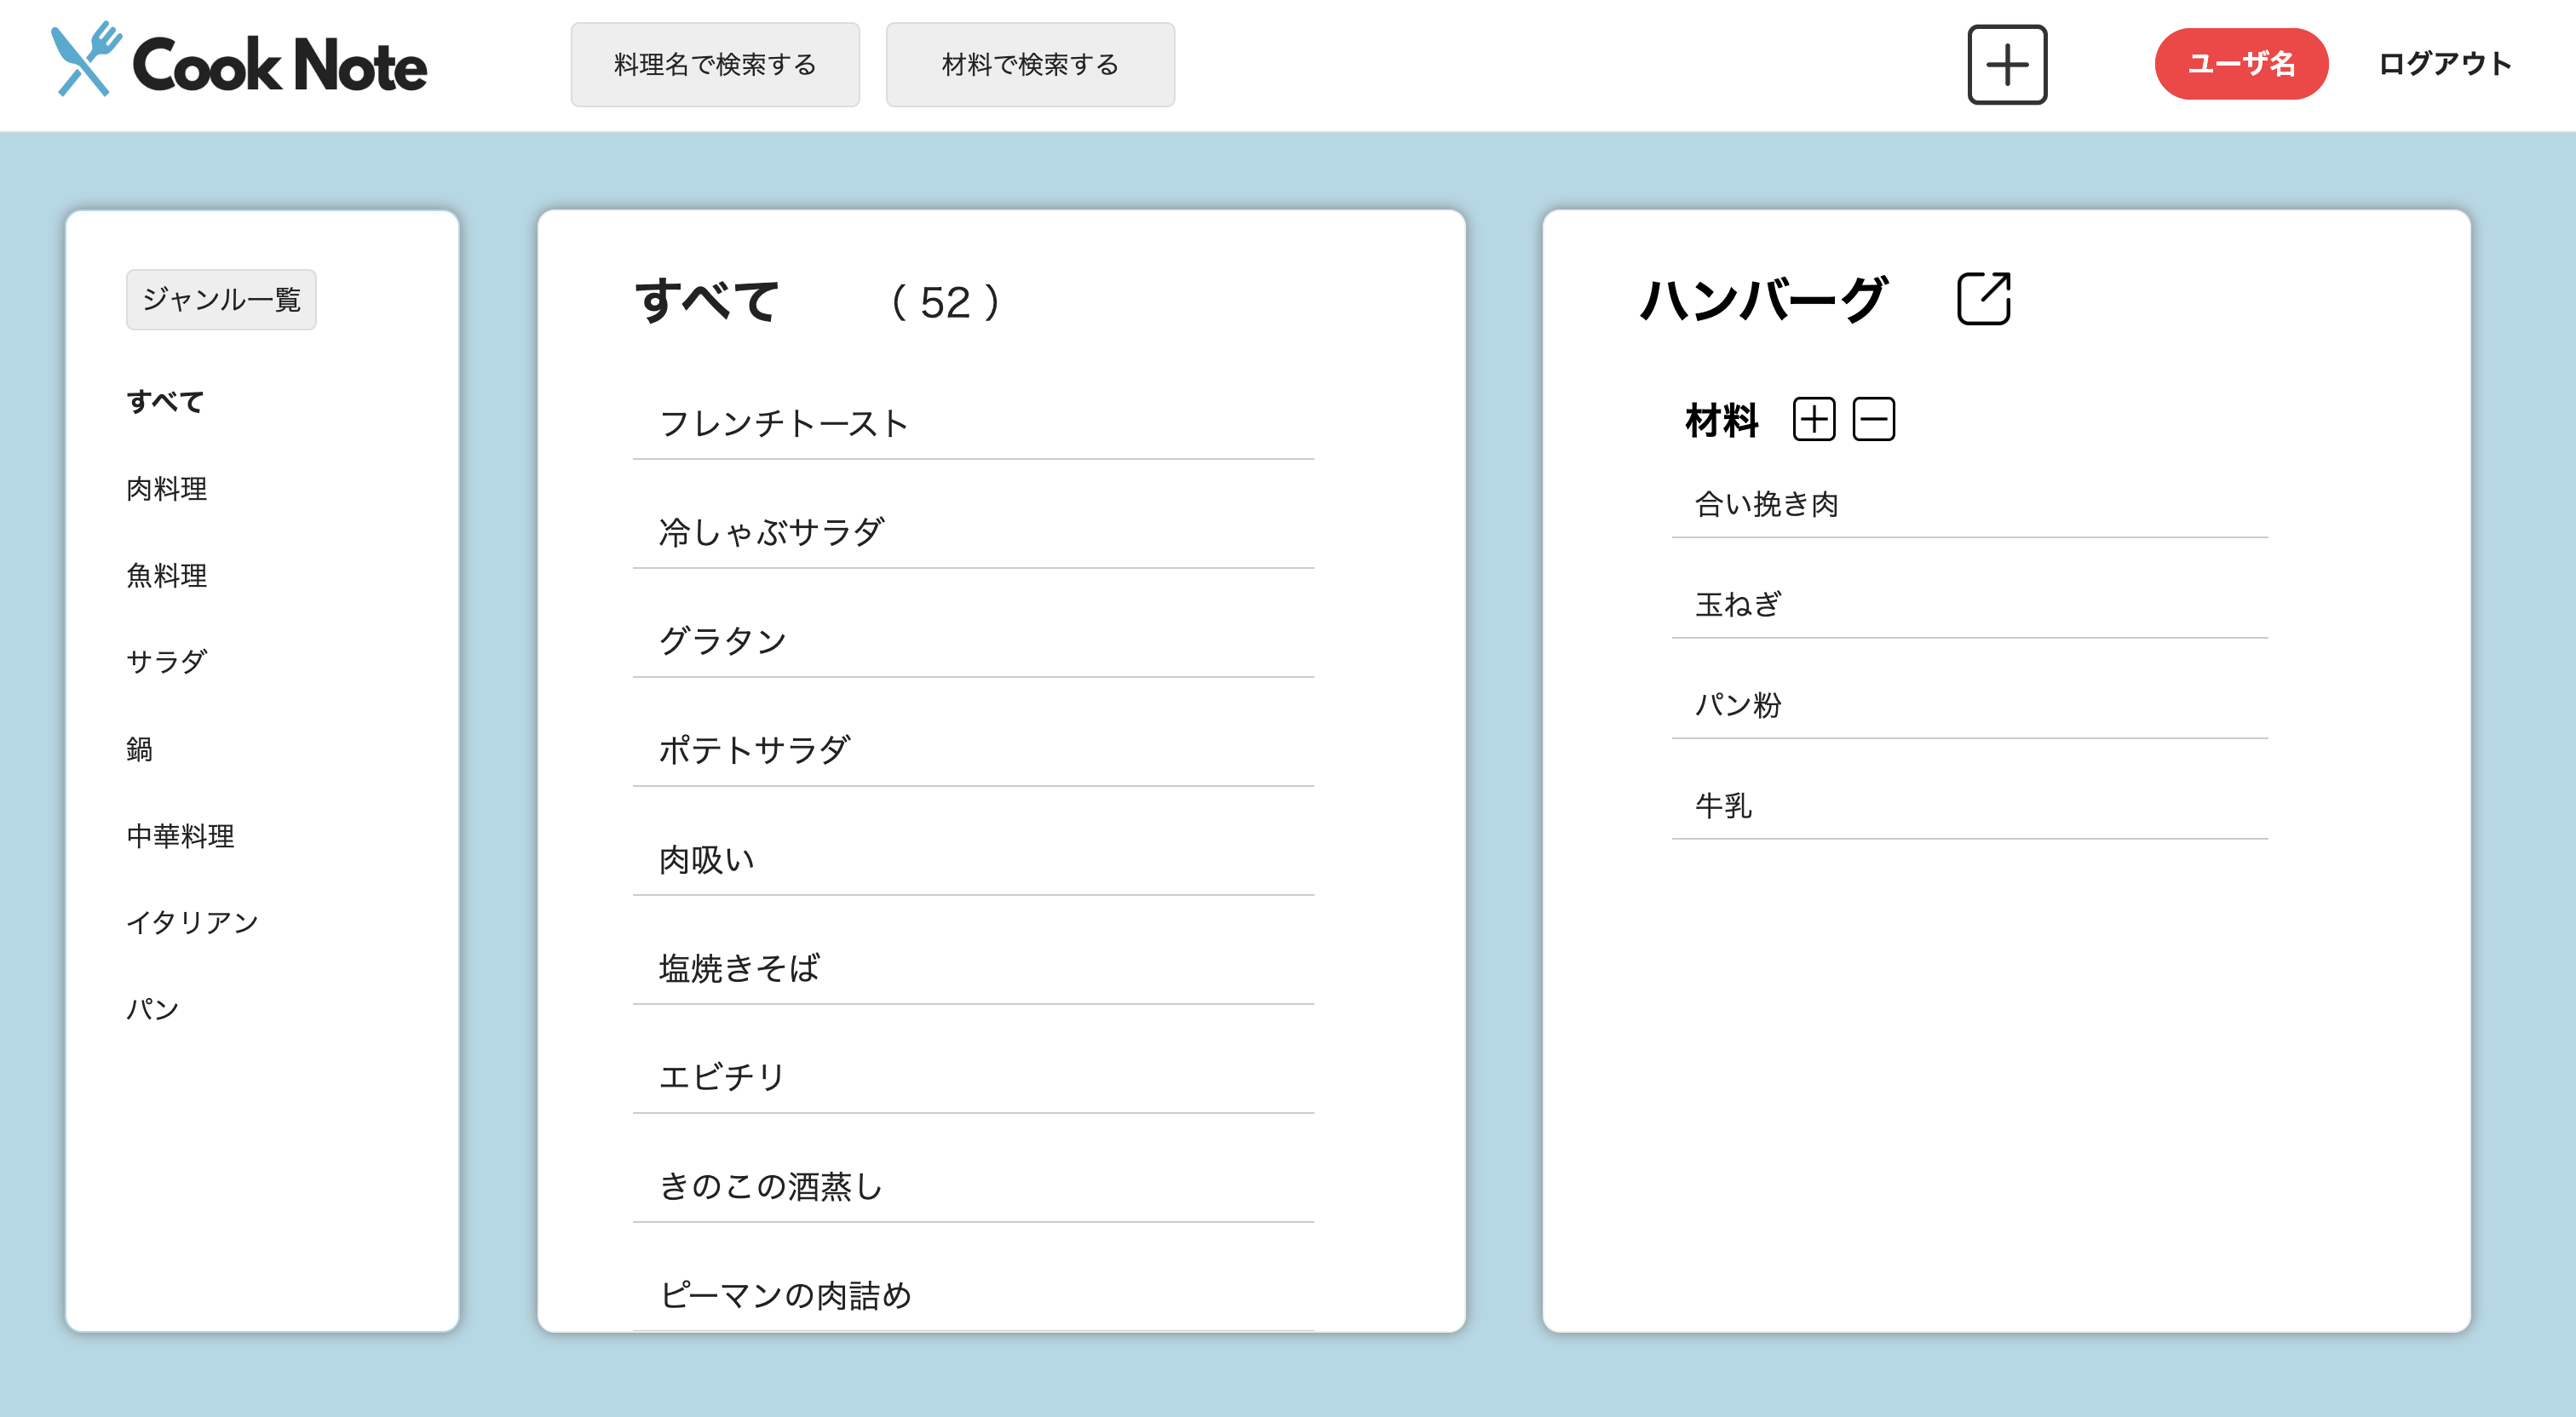 Cook Note
料理名で検索する
材料で検索する
ユーザ名
ログアウト
ジャンル一覧
すべて
肉料理
魚料理
サラダ
鍋
中華料理
イタリアン
パン
すべて ( 52 )
フレンチトースト
冷しゃぶサラダ
グラタン
ポテトサラダ
肉吸い
塩焼きそば
エビチリ
きのこの酒蒸し
ピーマンの肉詰め
ハンバーグ
材料
合い挽き肉
玉ねぎ
パン粉
牛乳